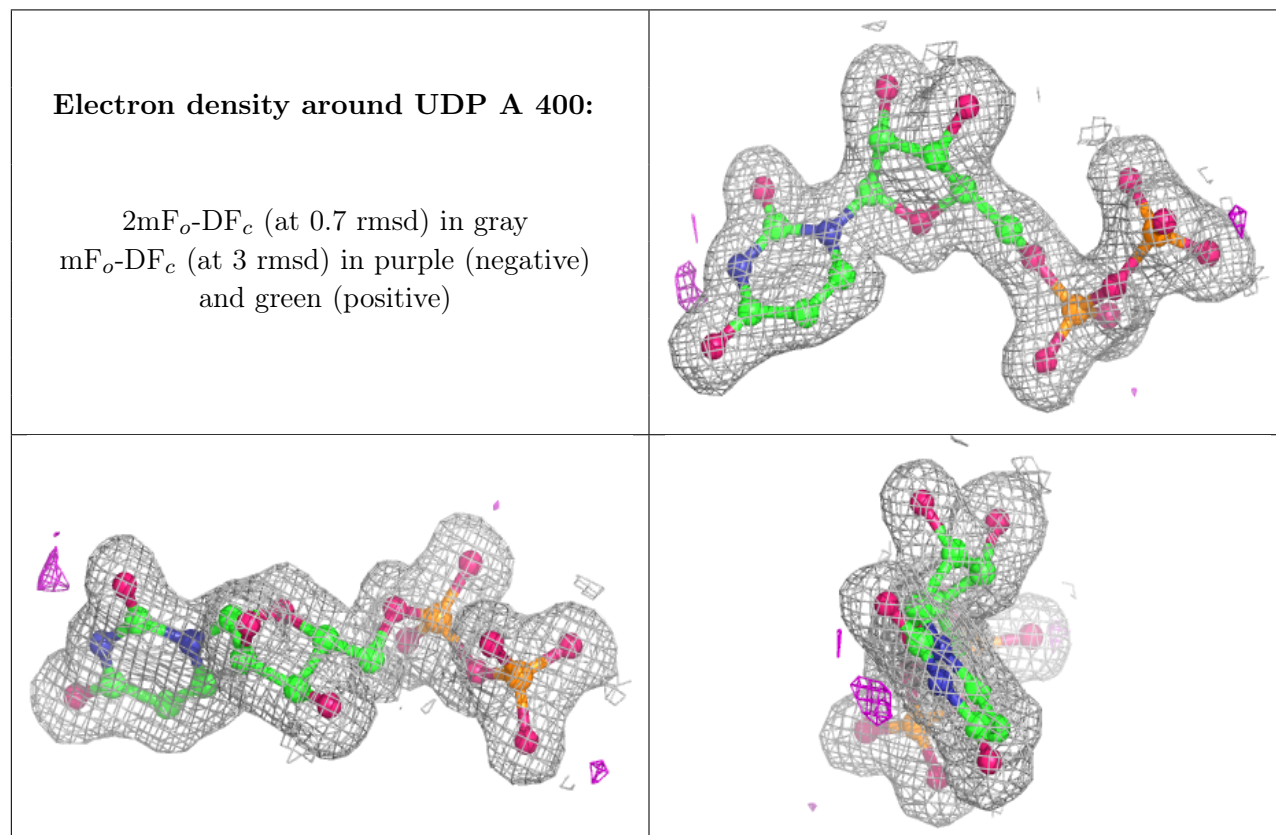 Electron density around UDP A 400:
2mFo-DFc (at 0.7 rmsd) in gray
mFo-DFc (at 3 rmsd) in purple (negative)
and green (positive)